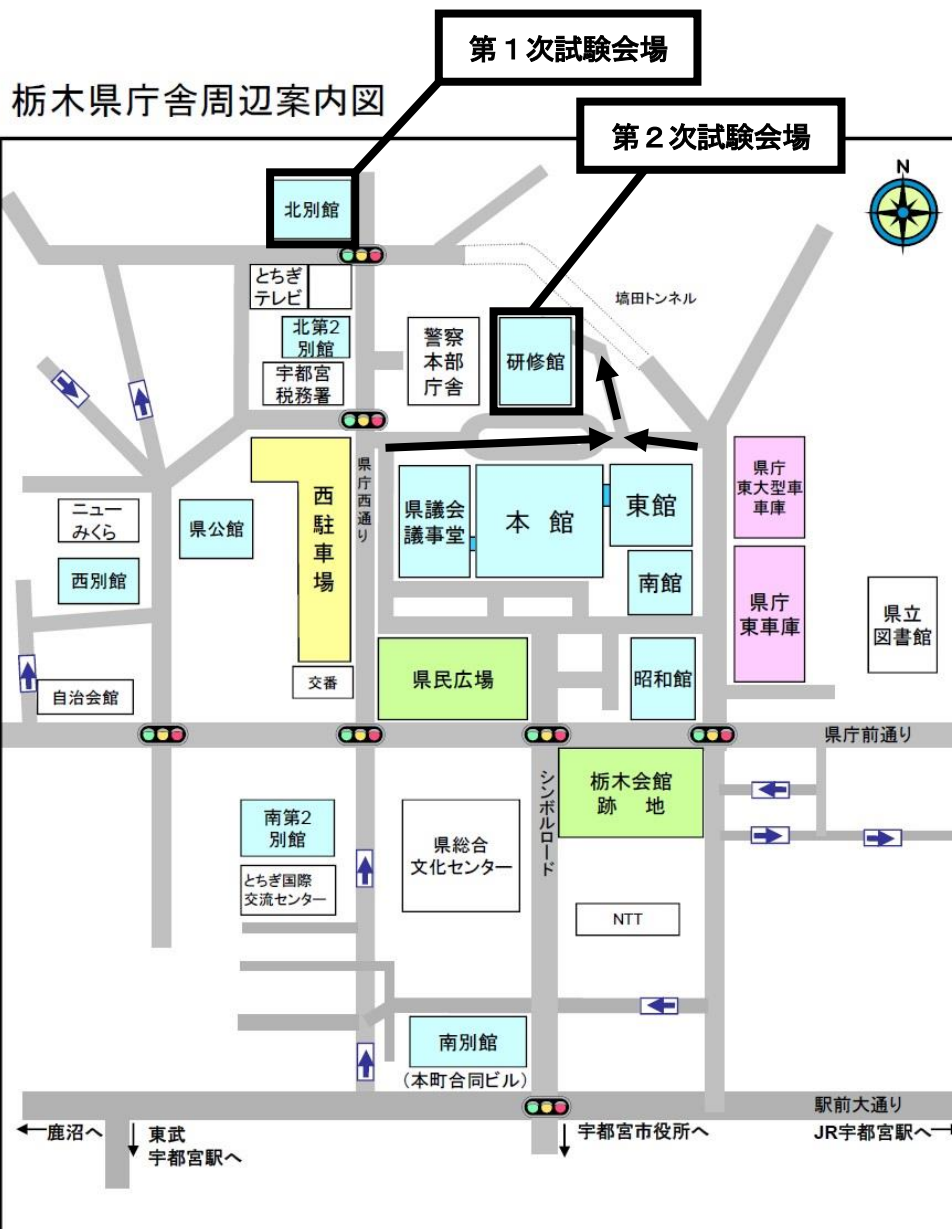 第１次試験会場
栃木県庁舎周辺案内図
第２次試験会場
N
北別館
とちぎ
テレビ
塙田トンネル
北第2
別館
警察
本部
庁舎
研修館
宇都宮
税務署
県庁西通り
西駐車場
県議会
議事堂
本 館
東館
県庁
東大型車
車庫
ニュー
みくら
県公館
西別館
南館
県庁
東車庫
県立
図書館
自治会館
交番
県民広場
昭和館
県庁前通り
シンボルロード
栃木会館
跡 地
南第2
別館
県総合
文化センター
とちぎ国際
交流センター
NTT
南別館
(本町合同ビル)
駅前大通り
鹿沼へ
東武
宇都宮駅へ
宇都宮市役所へ
JR宇都宮駅へ